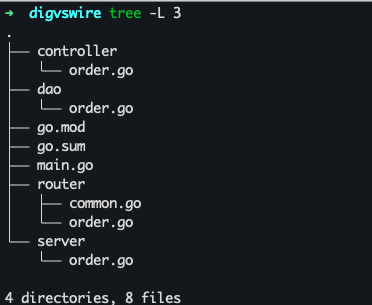 ➜ digvswire tree -L 3
.
├── controller
│   └── order.go
├── dao
│   └── order.go
├── go.mod
├── go.sum
├── main.go
├── router
│   ├── common.go
│   └── order.go
└── server
    └── order.go
4 directories, 8 files